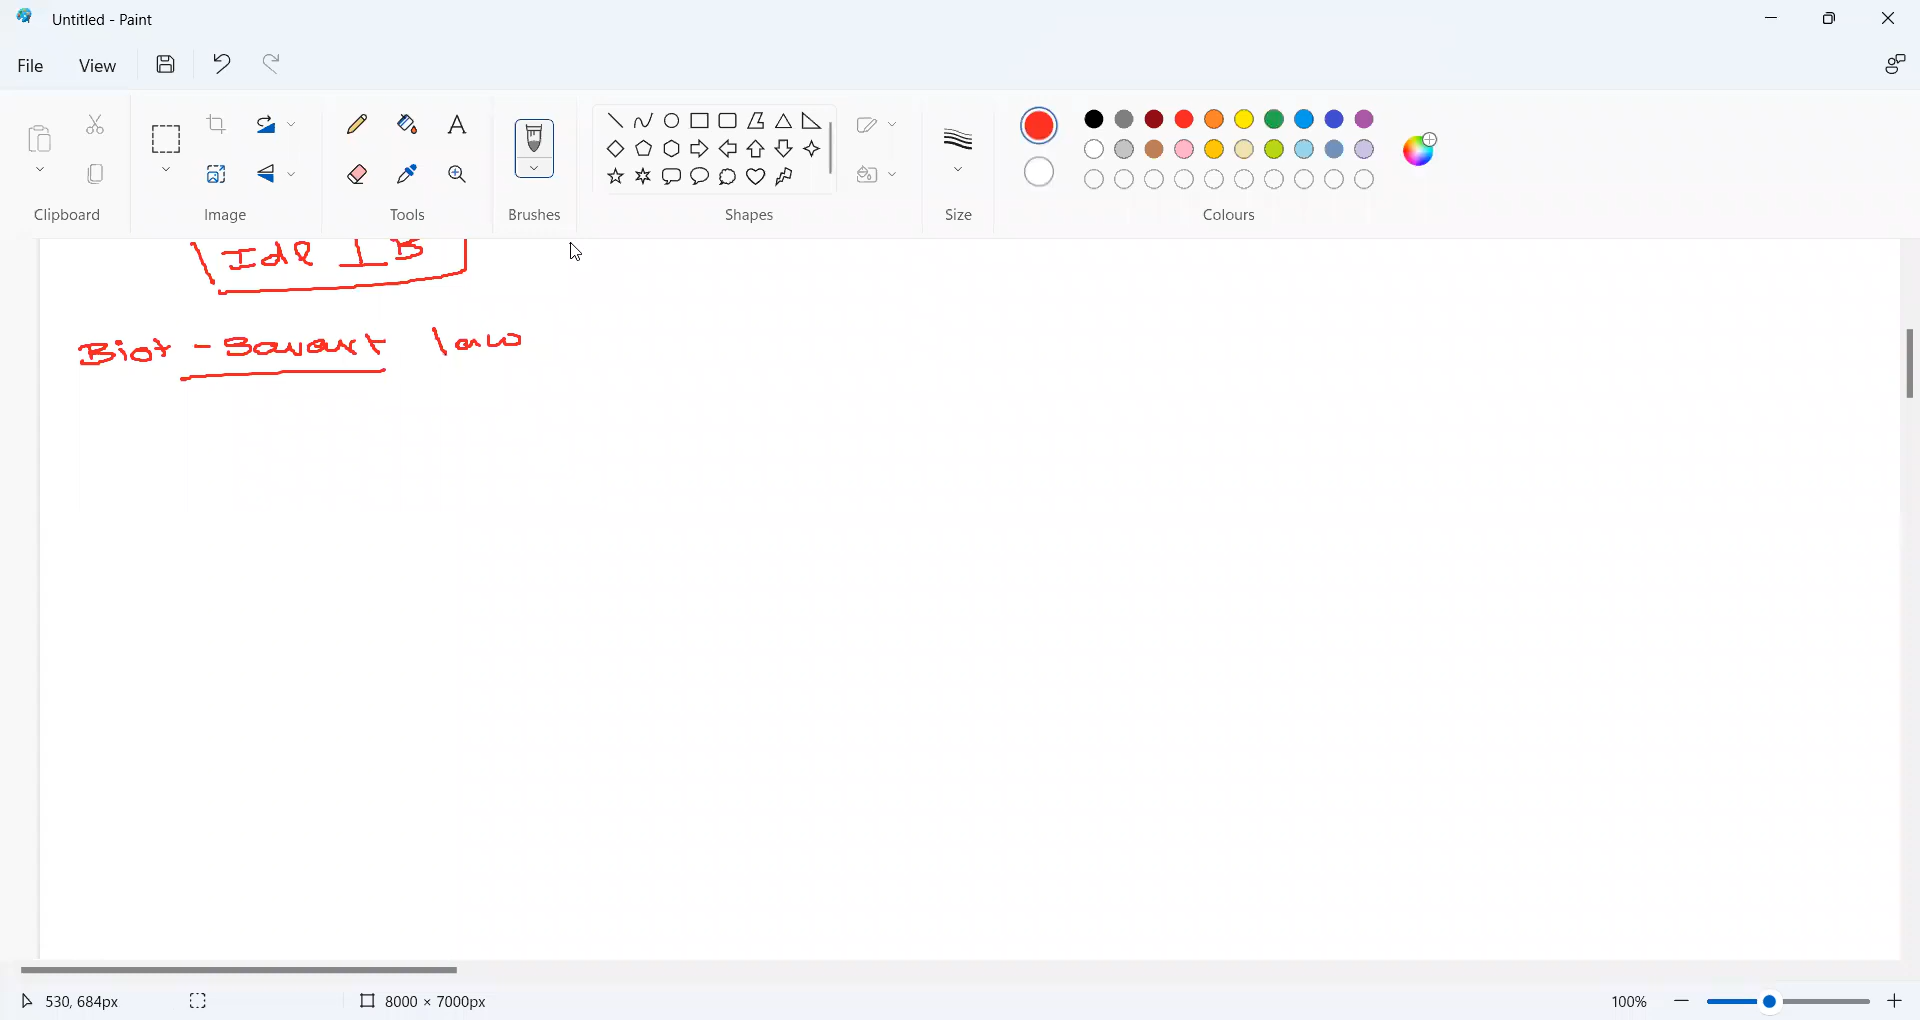 Untitled - Paint
File View
Clipboard Image Tools Brushes Shapes Size Colours
Idl ⊥ B
Biot - Savart law
530, 684px 8000 × 7000px 100%